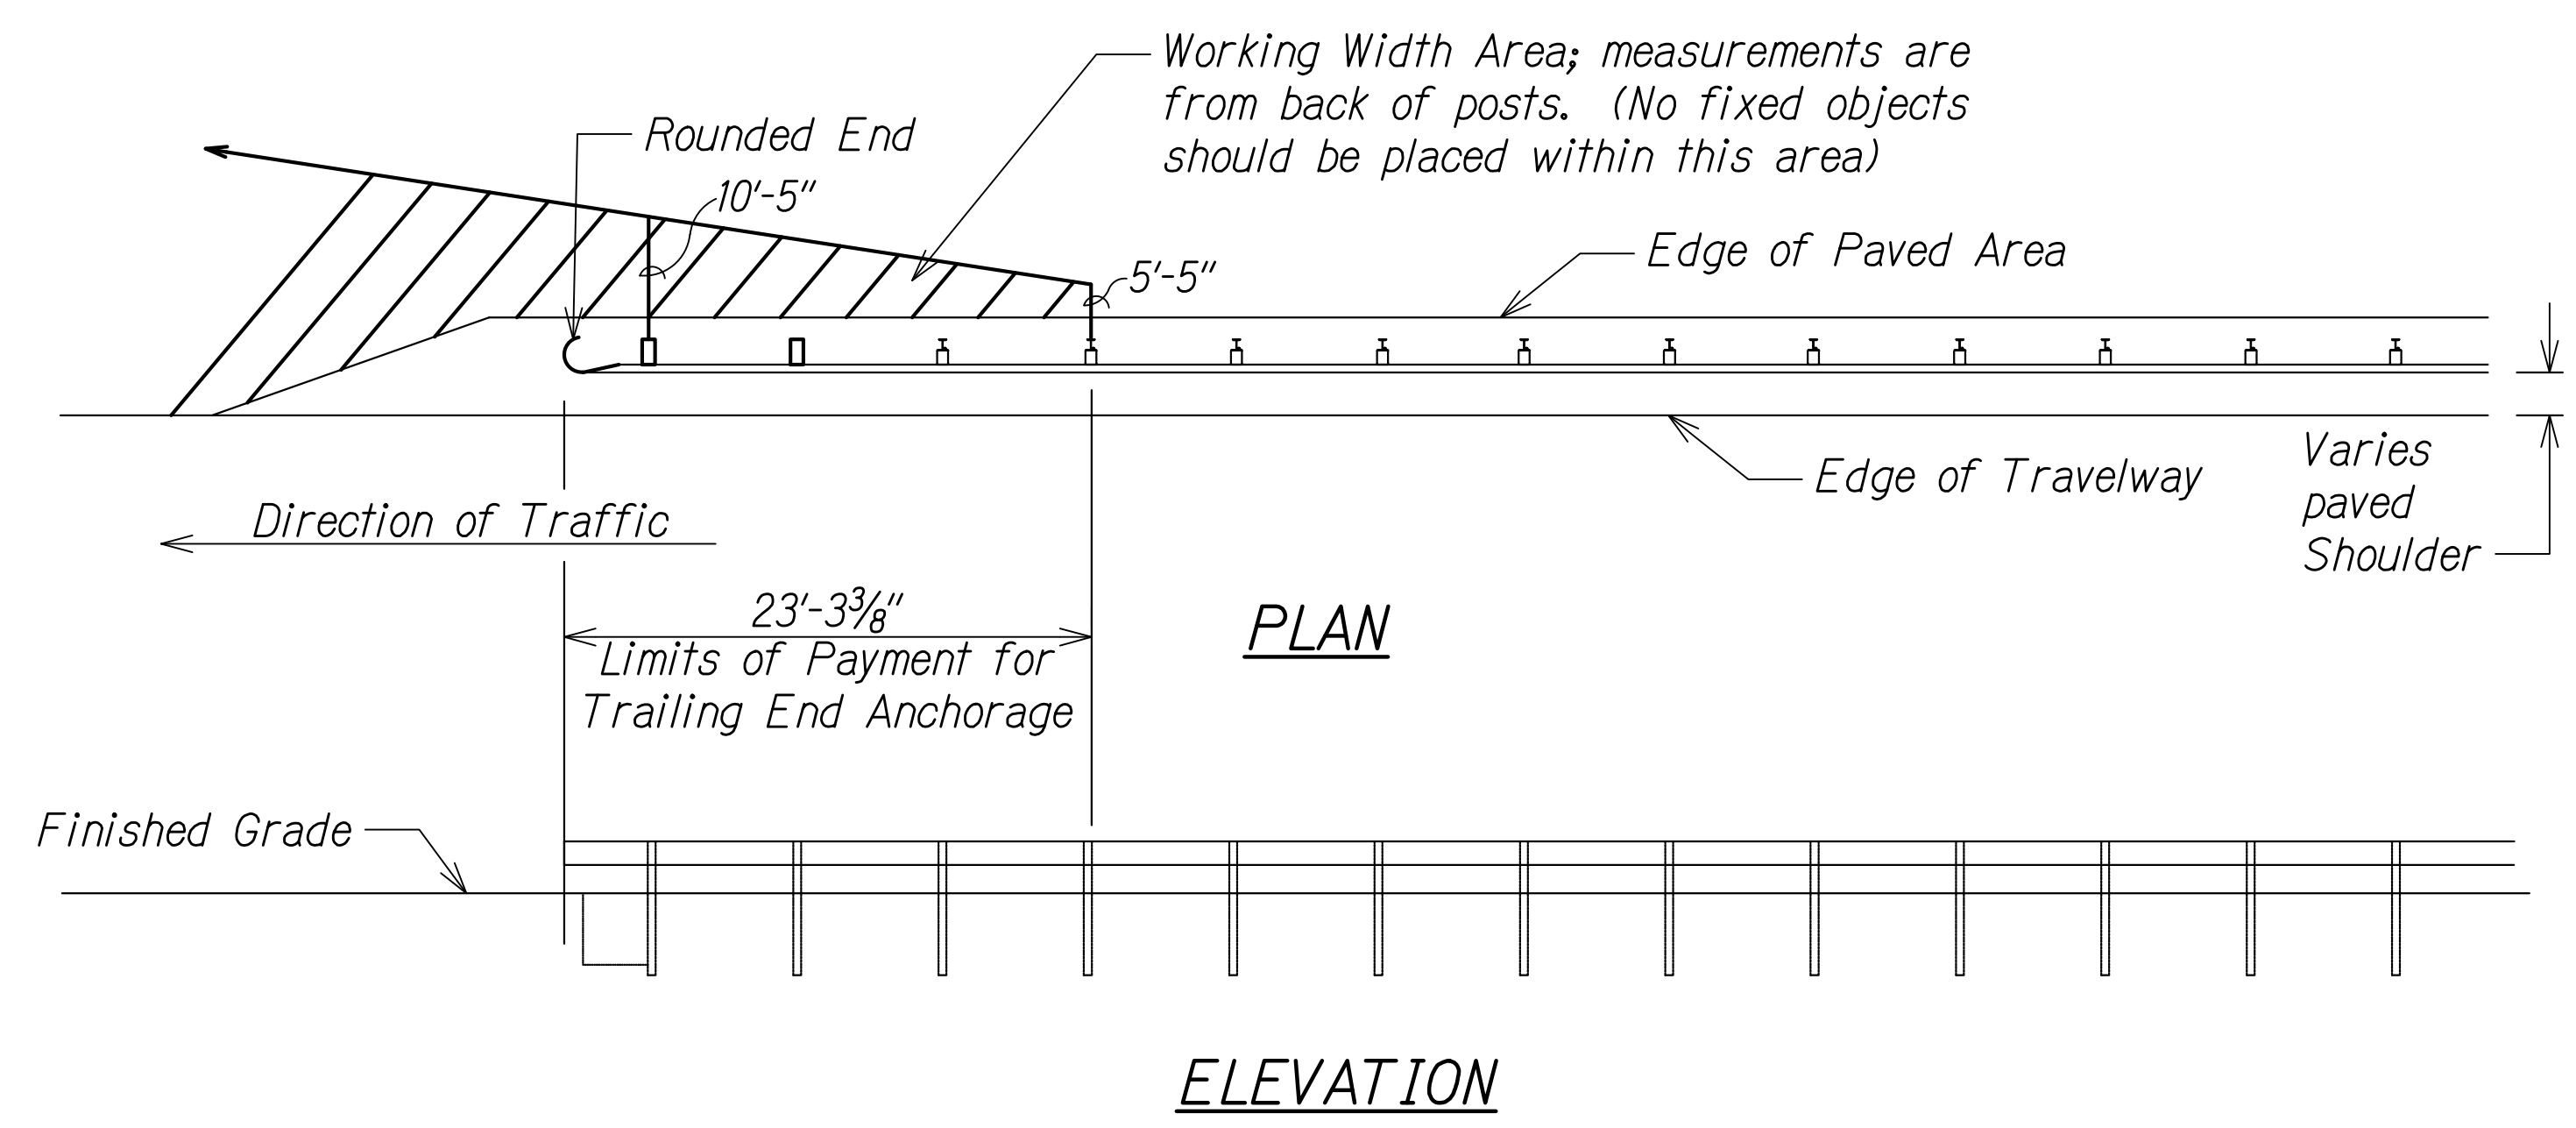 Working Width Area; measurements are
from back of posts. (No fixed objects
should be placed within this area)
Rounded End
10'-5"
5'-5"
Edge of Paved Area
Edge of Travelway
Varies
paved
Shoulder
Direction of Traffic
23'-3⅜"
Limits of Payment for
Trailing End Anchorage
PLAN
Finished Grade
ELEVATION